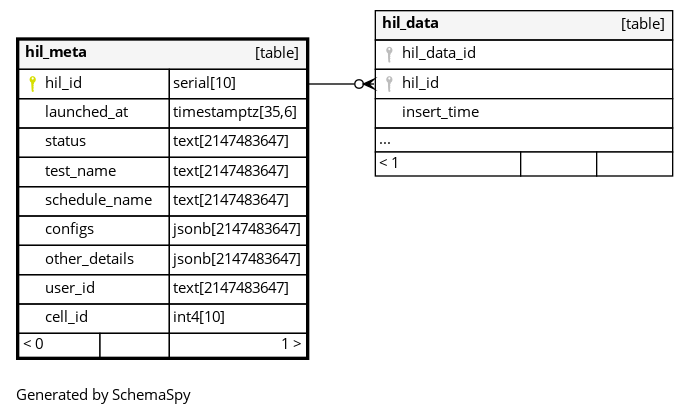 hil_meta [table]
hil_id serial[10]
launched_at timestamptz[35,6]
status text[2147483647]
test_name text[2147483647]
schedule_name text[2147483647]
configs jsonb[2147483647]
other_details jsonb[2147483647]
user_id text[2147483647]
cell_id int4[10]
< 0 1 >
hil_data [table]
hil_data_id
hil_id
insert_time
...
< 1
Generated by SchemaSpy